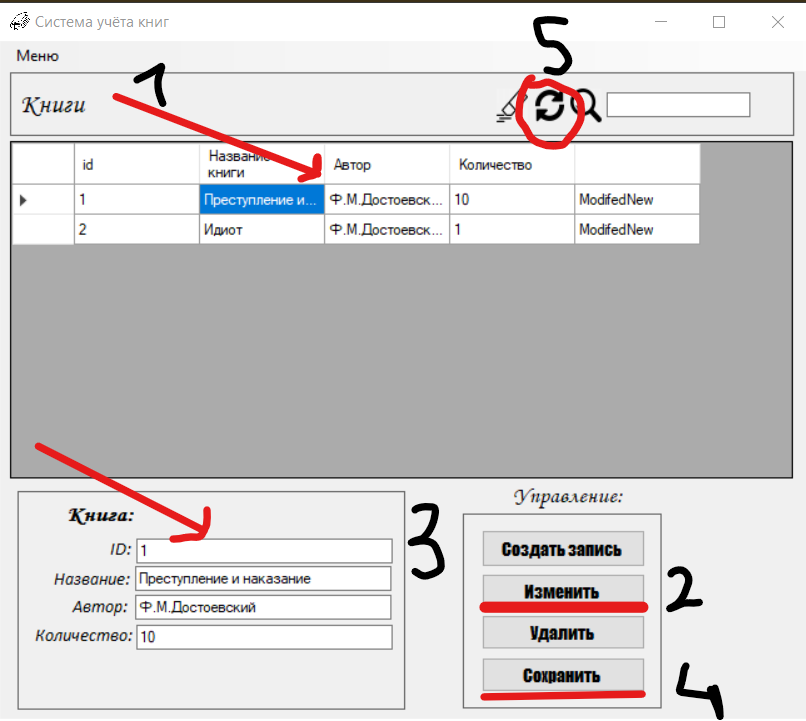 Система учёта книг
Меню
1
5
Книги
id Название книги Автор Количество
1 Преступление и... Ф.М.Достоевск... 10 ModifedNew
2 Идиот Ф.М.Достоевск... 1 ModifedNew
Книга:
ID: 1
Название: Преступление и наказание
Автор: Ф.М.Достоевский
Количество: 10
3
Управление:
Создать запись
Изменить
2
Удалить
Сохранить
4